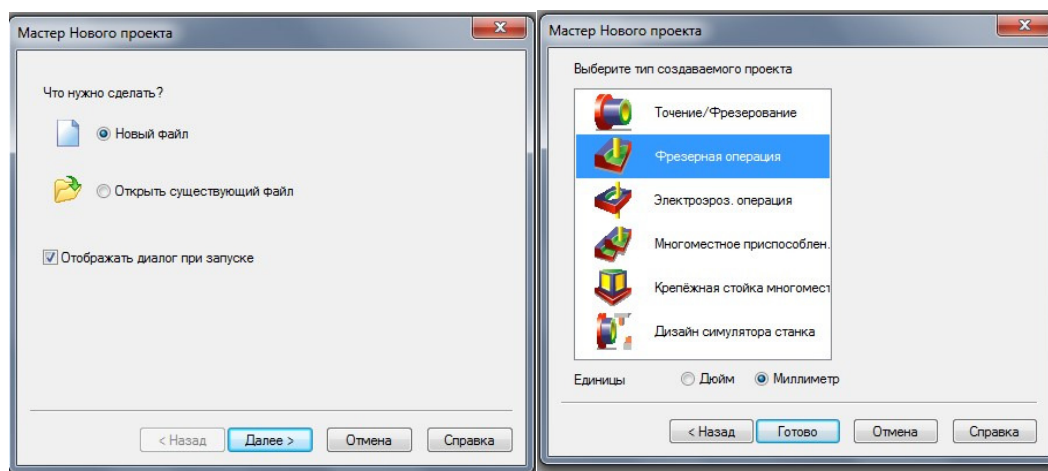 Мастер Нового проекта
Что нужно сделать?
Новый файл
Открыть существующий файл
Отображать диалог при запуске
< Назад
Далее >
Отмена
Справка
Мастер Нового проекта
Выберите тип создаваемого проекта
Точение/Фрезерование
Фрезерная операция
Электроэроз. операция
Многоместное приспособлен.
Крепёжная стойка многомест
Дизайн симулятора станка
Единицы
Дюйм
Миллиметр
< Назад
Готово
Отмена
Справка